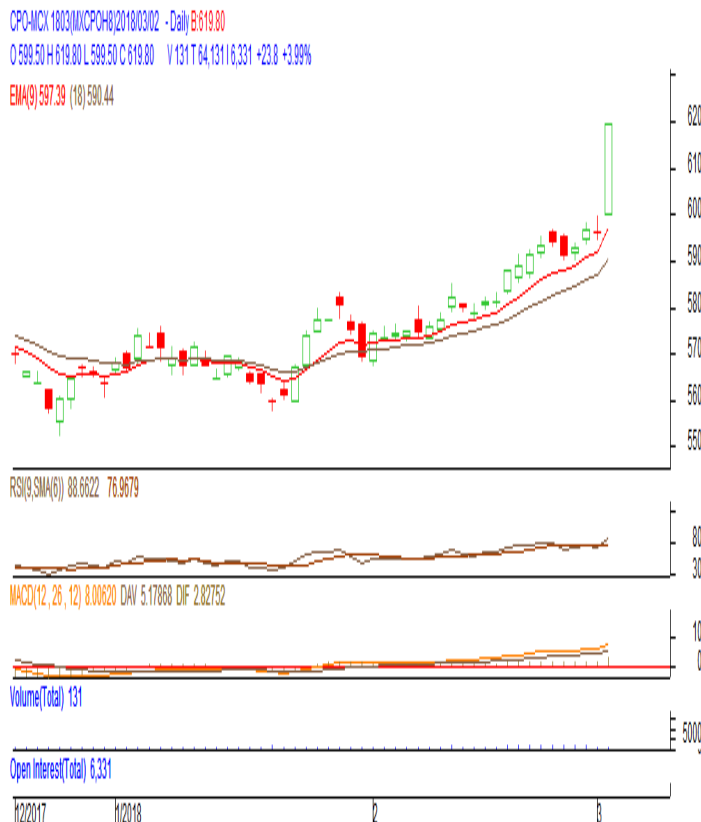 CPO-MCX 1803(MXCPOH8)2018/03/02 - Daily B:619.80
O 599.50 H 619.80 L 599.50 C 619.80 V 131 T 64,131 I 6,331 +23.8 +3.99%
EMA(9) 597.39 (18) 590.44
620
610
600
590
580
570
560
550
RSI(9,SMA(6)) 88.6622 76.9679
80
30
MACD(12 , 26 , 12) 8.00620 DAV 5.17868 DIF 2.82752
10
0
Volume(Total) 131
5000
Open Interest(Total) 6,331
12/2017 1/2018 2 3